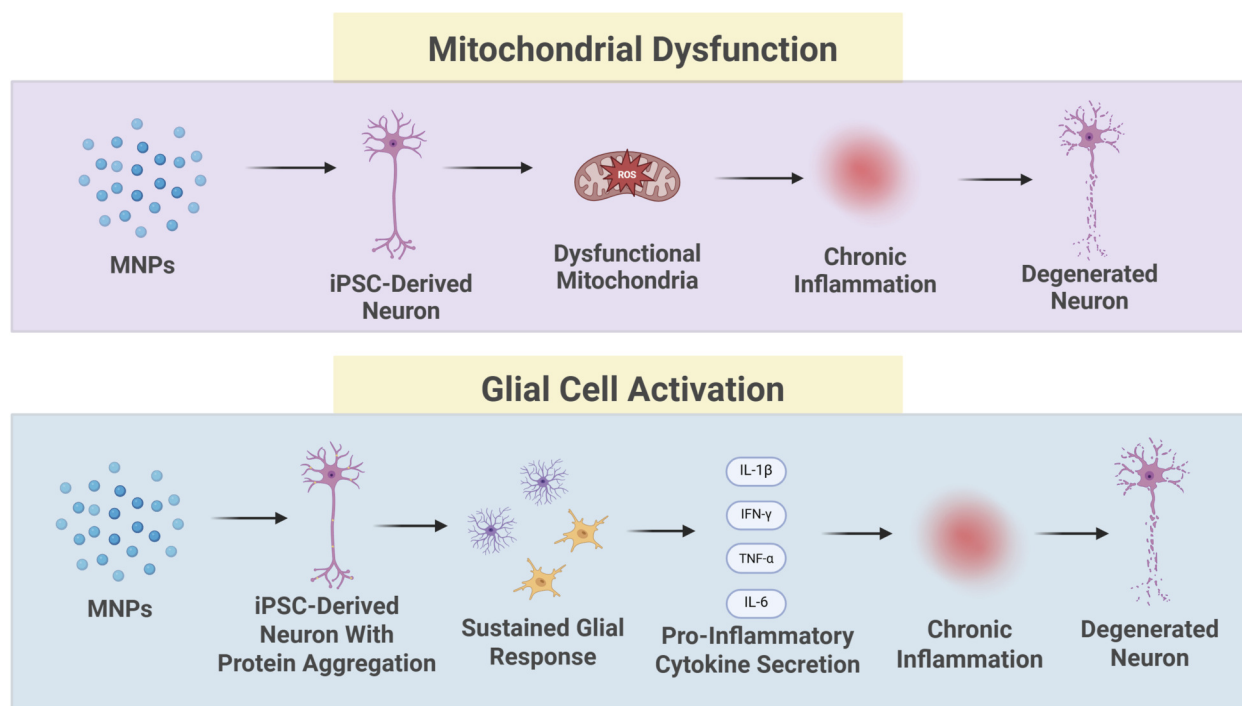 Mitochondrial Dysfunction
ROS
MNPs
iPSC-Derived
Neuron
Dysfunctional
Mitochondria
Chronic
Inflammation
Degenerated
Neuron
Glial Cell Activation
IL-1β
IFN-γ
TNF-α
IL-6
MNPs
iPSC-Derived
Neuron With
Protein Aggregation
Sustained Glial
Response
Pro-Inflammatory
Cytokine Secretion
Chronic
Inflammation
Degenerated
Neuron